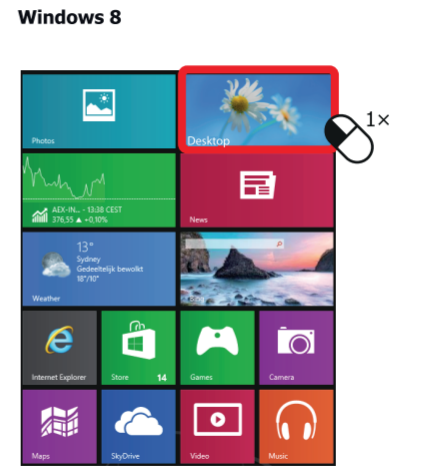 Windows 8
Photos
Desktop
1×
AEX-IN... - 13:38 CEST
376,55 ▲ +0,10%
News
13°
Sydney
Gedeeltelijk bewolkt
18°/10°
Weather
Internet Explorer
Store
14
Games
Camera
Maps
SkyDrive
Video
Music